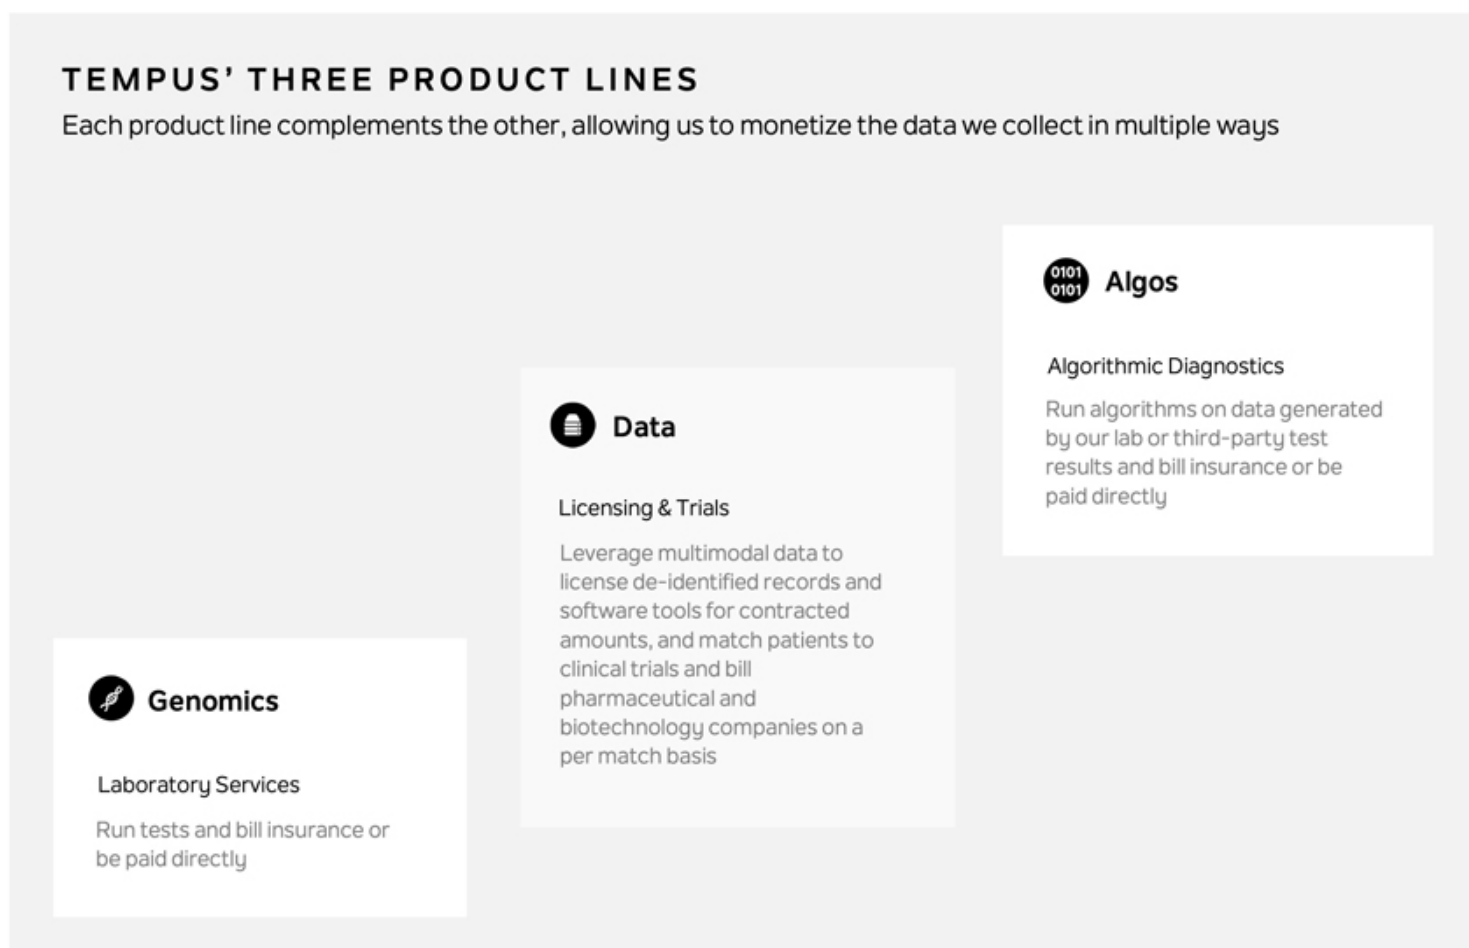 TEMPUS’ THREE PRODUCT LINES
Each product line complements the other, allowing us to monetize the data we collect in multiple ways
Genomics
Laboratory Services
Run tests and bill insurance or
be paid directly
Data
Licensing & Trials
Leverage multimodal data to
license de-identified records and
software tools for contracted
amounts, and match patients to
clinical trials and bill
pharmaceutical and
biotechnology companies on a
per match basis
0101
0101
Algos
Algorithmic Diagnostics
Run algorithms on data generated
by our lab or third-party test
results and bill insurance or be
paid directly